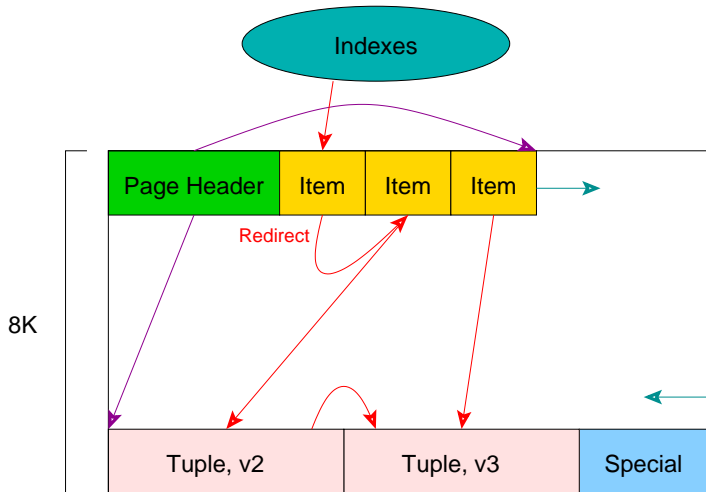 Indexes
Page Header Item Item Item
Redirect
8K
Tuple, v2 Tuple, v3 Special